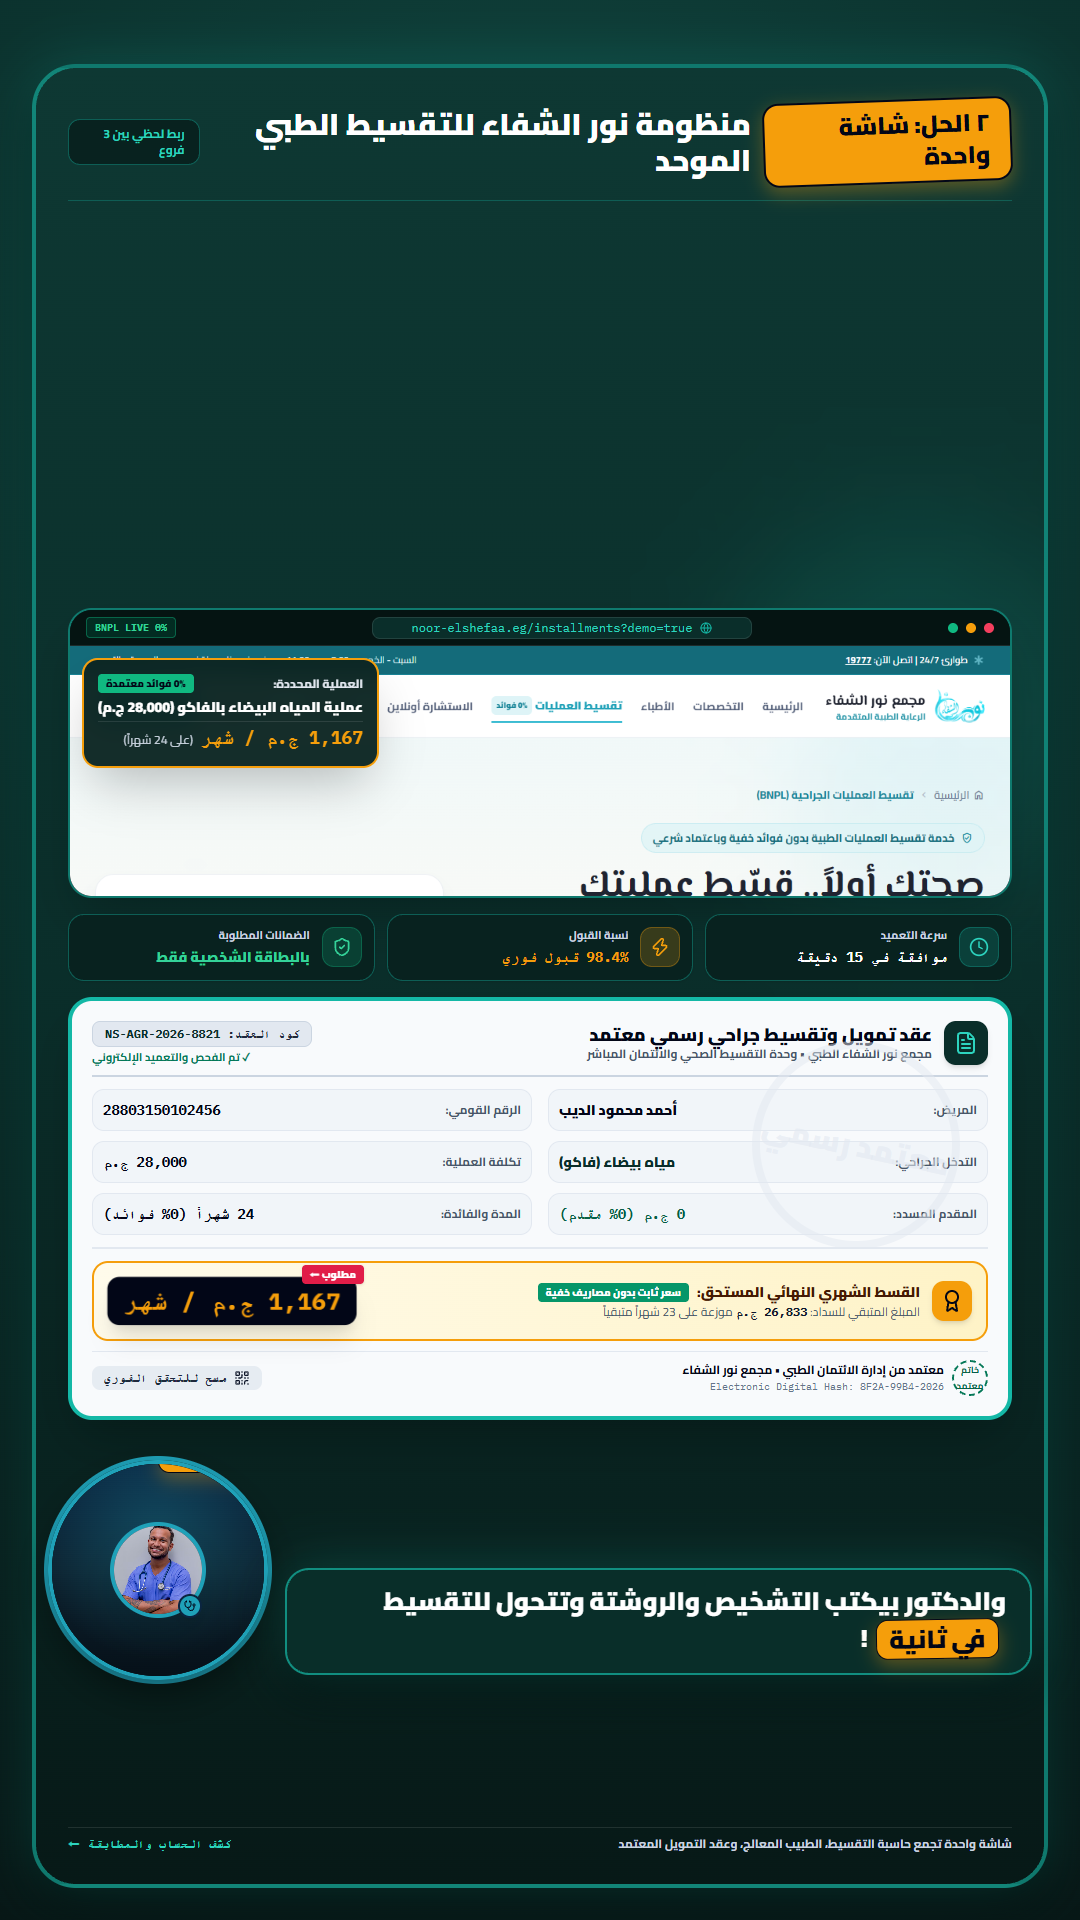 ٢ الحل: شاشة واحدة
منظومة نور الشفاء للتقسيط الطبي الموحد
ربط لحظي بين 3 فروع
BNPL LIVE 0%
noor-elshefaa.eg/installments?demo=true
طوارئ 24/7 | اتصل الآن: 19777
السبت - الخ
مجمع نور الشفاء
الرعاية الطبية المتقدمة
الرئيسية
التخصصات
الأطباء
تقسيط العمليات
0% فوائد
الاستشارة أونلاين
العملية المحددة:
0% فوائد معتمدة
عملية المياه البيضاء بالفاكو (28,000 ج.م)
1,167 ج.م / شهر (على 24 شهراً)
الرئيسية › تقسيط العمليات الجراحية (BNPL)
خدمة تقسيط العمليات الطبية بدون فوائد خفية وباعتماد شرعي
صحتك أولاً.. قسّط عمليتك
سرعة التعميد
موافقة في 15 دقيقة
نسبة القبول
98.4% قبول فوري
الضمانات المطلوبة
بالبطاقة الشخصية فقط
عقد تمويل وتقسيط جراحي رسمي معتمد
مجمع نور الشفاء الطبي • وحدة التقسيط الصحي والائتمان المباشر
كود العقد: NS-AGR-2026-8821
✓ تم الفحص والتعميد الإلكتروني
معتمد رسمي
المريض: أحمد محمود الديب
الرقم القومي: 28803150102456
التدخل الجراحي: مياه بيضاء (فاكو)
تكلفة العملية: 28,000 ج.م
المقدم المسدد: 0 ج.م (0% مقدم)
المدة والفائدة: 24 شهراً (0% فوائد)
القسط الشهري النهائي المستحق: سعر ثابت بدون مصاريف خفية
المبلغ المتبقي للسداد: 26,833 ج.م موزعة على 23 شهراً متبقياً
مطلوب ←
1,167 ج.م / شهر
خاتم معتمد
معتمد من إدارة الائتمان الطبي • مجمع نور الشفاء
Electronic Digital Hash: 8F2A-99B4-2026
مسح للتحقق الفوري
والدكتور بيكتب التشخيص والروشتة وتتحول للتقسيط
في ثانية !
شاشة واحدة تجمع حاسبة التقسيط، الطبيب المعالج، وعقد التمويل المعتمد
كشف الحساب والمطابقة ←